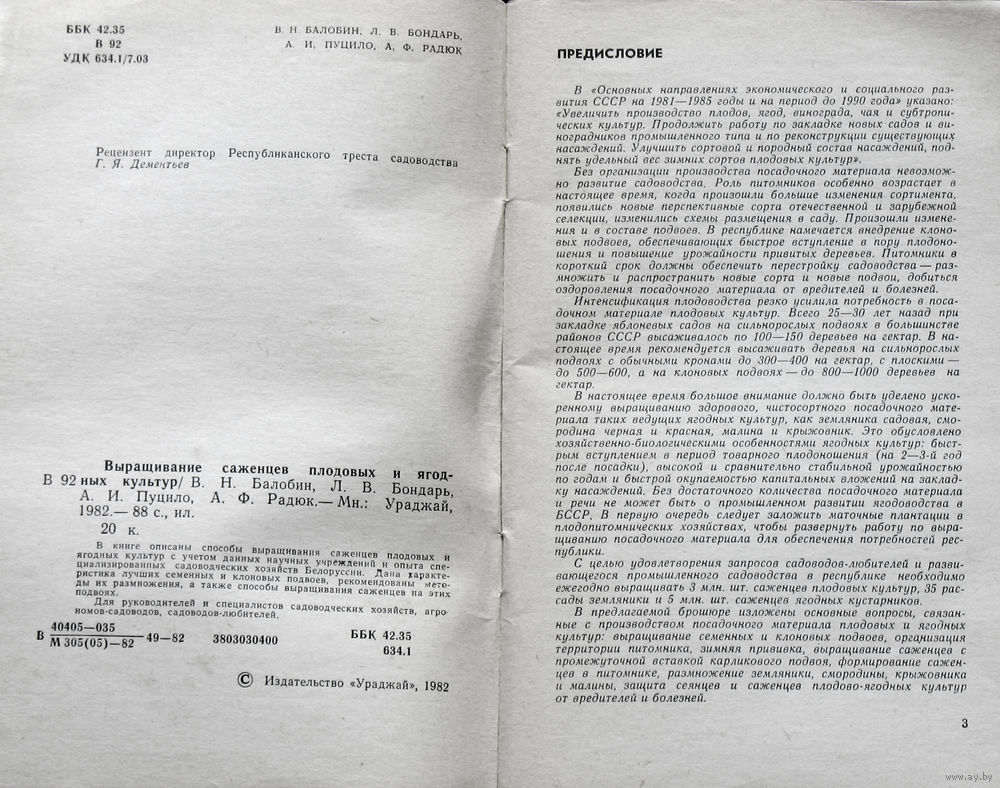 ББК 42.35
В 92
УДК 634.1/7.03
В. Н. БАЛОБИН, Л. В. БОНДАРЬ,
А. И. ПУЦИЛО, А. Ф. РАДЮК
Рецензент директор Республиканского треста садоводства
Г. Я. Дементьев
Выращивание саженцев плодовых и ягод-
В 92 ных культур/ В. Н. Балобин, Л. В. Бондарь,
А. И. Пуцило, А. Ф. Радюк.— Мн.: Ураджай,
1982.— 88 с., ил.
20 к.
В книге описаны способы выращивания саженцев плодовых и
ягодных культур с учетом данных научных учреждений и опыта спе-
циализированных садоводческих хозяйств Белоруссии. Дана характе-
ристика лучших семенных и клоновых подвоев, рекомендованы мето-
ды их размножения, а также способы выращивания саженцев на этих
подвоях.
Для руководителей и специалистов садоводческих хозяйств, агро-
номов-садоводов, садоводов-любителей.
В 40405—035
М 305(05)—82 49—82 3803030400
ББК 42.35
634.1
© Издательство «Ураджай», 1982
ПРЕДИСЛОВИЕ
В «Основных направлениях экономического и социального раз-
вития СССР на 1981—1985 годы и на период до 1990 года» указано:
«Увеличить производство плодов, ягод, винограда, чая и субтропи-
ческих культур. Продолжить работу по закладке новых садов и ви-
ноградников промышленного типа и по реконструкции существующих
насаждений. Улучшить сортовой и породный состав насаждений, под-
нять удельный вес зимних сортов плодовых культур».
Без организации производства посадочного материала невозмож-
но развитие садоводства. Роль питомников особенно возрастает в
настоящее время, когда произошли большие изменения сортимента,
появились новые перспективные сорта отечественной и зарубежной
селекции, изменились схемы размещения в саду. Произошли измене-
ния и в составе подвоев. В республике намечается внедрение клоно-
вых подвоев, обеспечивающих быстрое вступление в пору плодоно-
шения и повышение урожайности привитых деревьев. Питомники в
короткий срок должны обеспечить перестройку садоводства — раз-
множить и распространить новые сорта и новые подвои, добиться
оздоровления посадочного материала от вредителей и болезней.
Интенсификация плодоводства резко усилила потребность в поса-
дочном материале плодовых культур. Всего 25—30 лет назад при
закладке яблоневых садов на сильнорослых подвоях в большинстве
районов СССР высаживалось по 100—150 деревьев на гектар. В на-
стоящее время рекомендуется высаживать деревья на сильнорослых
подвоях с обычными кронами до 300—400 на гектар, с плоскими —
до 500—600, а на клоновых подвоях — до 800—1000 деревьев на
гектар.
В настоящее время большое внимание должно быть уделено уско-
ренному выращиванию здорового, чистосортного посадочного мате-
риала таких ведущих ягодных культур, как земляника садовая, смо-
родина черная и красная, малина и крыжовник. Это обусловлено
хозяйственно-биологическими особенностями ягодных культур: быст-
рым вступлением в период товарного плодоношения (на 2—3-й год
после посадки), высокой и сравнительно стабильной урожайностью
по годам и быстрой окупаемостью капитальных вложений на заклад-
ку насаждений. Без достаточного количества посадочного материала
и речи не может быть о промышленном развитии ягодоводства в
БССР. В первую очередь следует заложить маточные плантации в
плодопитомнических хозяйствах, чтобы развернуть работу по выра-
щиванию посадочного материала для обеспечения потребностей рес-
публики.
С целью удовлетворения запросов садоводов-любителей и разви-
вающегося промышленного садоводства в республике необходимо
ежегодно выращивать 3 млн. шт. саженцев плодовых культур, 35 рас-
сады земляники и 5 млн. шт. саженцев ягодных кустарников.
В предлагаемой брошюре изложены основные вопросы, связан-
ные с производством посадочного материала плодовых и ягодных
культур: выращивание семенных и клоновых подвоев, организация
территории питомника, зимняя прививка, выращивание саженцев с
промежуточной вставкой карликового подвоя, формирование сажен-
цев в питомнике, размножение земляники, смородины, крыжовника
и малины, защита сеянцев и саженцев плодово-ягодных культур
от вредителей и болезней.
3
www.ay.by